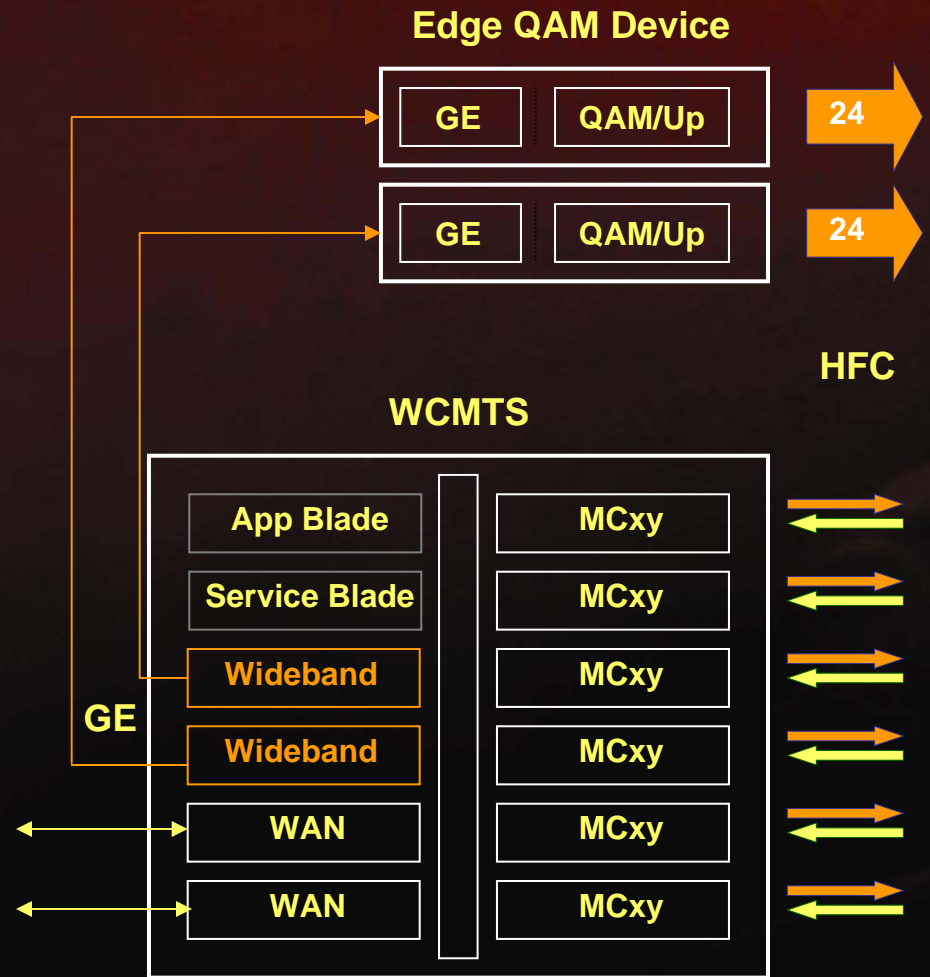 Edge QAM Device
GE QAM/Up 24
GE QAM/Up 24
HFC
WCMTS
App Blade MCxy
Service Blade MCxy
Wideband MCxy
GE
Wideband MCxy
WAN MCxy
WAN MCxy